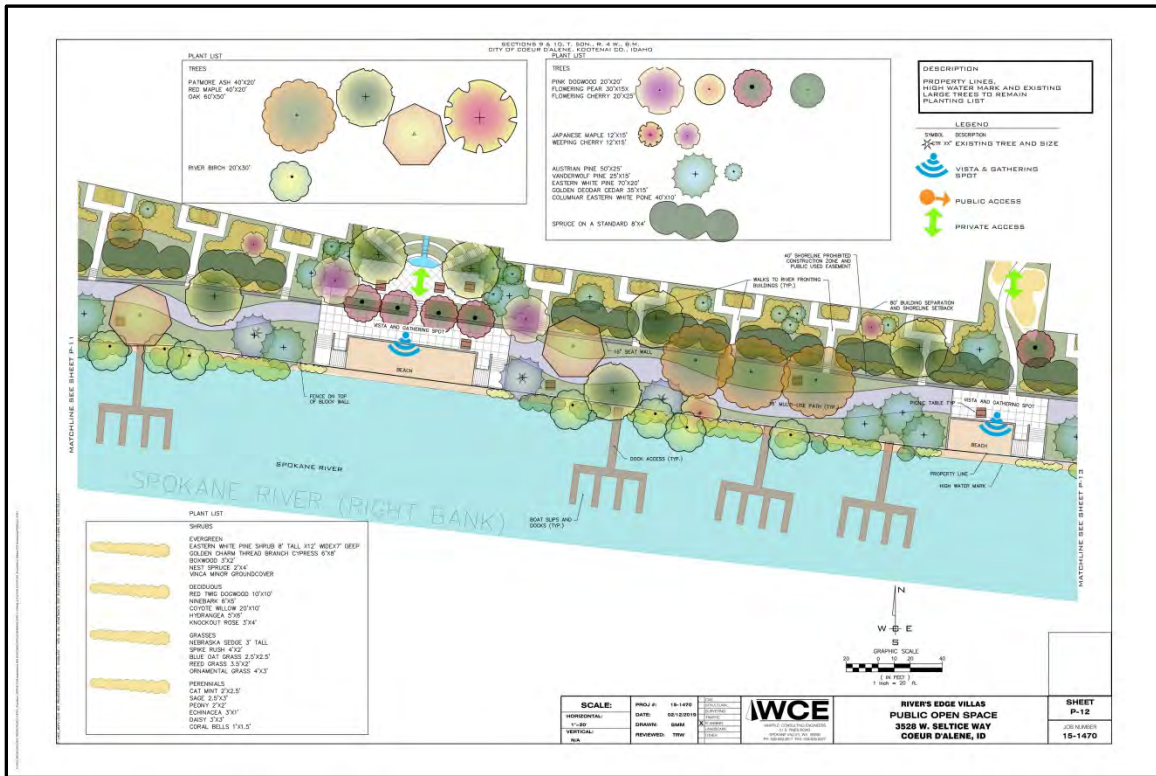 SECTIONS 9 & 10, T. 50N., R. 4 W., B.M.
CITY OF COEUR D'ALENE, KOOTENAI CO., IDAHO
PLANT LIST
TREES
PATMORE ASH 40'X20'
RED MAPLE 40'X20'
OAK 60'X50'
RIVER BIRCH 20'X30'
PLANT LIST
TREES
PINK DOGWOOD 20'X20'
FLOWERING PEAR 30'X15X
FLOWERING CHERRY 20'X25'
JAPANESE MAPLE 12'X15'
WEEPING CHERRY 12'X15'
AUSTRIAN PINE 50'X25'
VANDERWOLF PINE 25'X15'
EASTERN WHITE PINE 70'X20'
GOLDEN DEODAR CEDAR 35'X15'
COLUMNAR EASTERN WHITE PONE 40'X10'
SPRUCE ON A STANDARD 8'X4'
DESCRIPTION
PROPERTY LINES,
HIGH WATER MARK AND EXISTING
LARGE TREES TO REMAIN
PLANTING LIST
LEGEND
SYMBOL DESCRIPTION
XX" EXISTING TREE AND SIZE
VISTA & GATHERING
SPOT
PUBLIC ACCESS
PRIVATE ACCESS
40' SHORELINE PROHIBITED
CONSTRUCTION ZONE AND
PUBLIC USED EASEMENT
WALKS TO RIVER FRONTING
BUILDINGS (TYP.)
80' BUILDING SEPARATION
AND SHORELINE SETBACK
VISTA AND GATHERING SPOT
BEACH
SEAT WALL
MULTI-USE PATH (TYP.)
PICNIC TABLE TYP
VISTA AND GATHERING SPOT
BEACH
FENCE ON TOP
OF BLOCK WALL
DOCK ACCESS (TYP.)
PROPERTY LINE
HIGH WATER MARK
BOAT SLIPS AND
DOCKS (TYP.)
SPOKANE RIVER
SPOKANE RIVER (RIGHT BANK)
MATCHLINE SEE SHEET P-11
MATCHLINE SEE SHEET P-13
PLANT LIST
SHRUBS
EVERGREEN
EASTERN WHITE PINE SHRUB 8' TALL X12' WIDEX7' DEEP
GOLDEN CHARM THREAD BRANCH CYPRESS 6'X8'
BOXWOOD 3'X2'
NEST SPRUCE 2'X4'
VINCA MINOR GROUNDCOVER
DECIDUOUS
RED TWIG DOGWOOD 10'X10'
NINEBARK 6'X5'
COYOTE WILLOW 20'X10'
HYDRANGEA 5'X6'
KNOCKOUT ROSE 3'X4'
GRASSES
NEBRASKA SEDGE 3' TALL
SPIKE RUSH 4'X2'
BLUE OAT GRASS 2.5'X2.5'
REED GRASS 3.5'X2'
ORNAMENTAL GRASS 4'X3'
PERENNIALS
CAT MINT 2'X2.5'
SAGE 2.5'X3'
PEONY 2'X2'
ECHINACEA 3'X1'
DAISY 3'X3'
CORAL BELLS 1'X1.5'
N
W E
S
GRAPHIC SCALE
20 0 10 20 40
( IN FEET )
1 inch = 20 ft.
SCALE:
HORIZONTAL:
1"=20'
VERTICAL:
N/A
PROJ #: 15-1470
DATE: 02/12/2016
DRAWN: BMM
REVIEWED: TRW
WCE
RIVER'S EDGE VILLAS
PUBLIC OPEN SPACE
3528 W. SELTICE WAY
COEUR D'ALENE, ID
SHEET
P-12
JOB NUMBER
15-1470